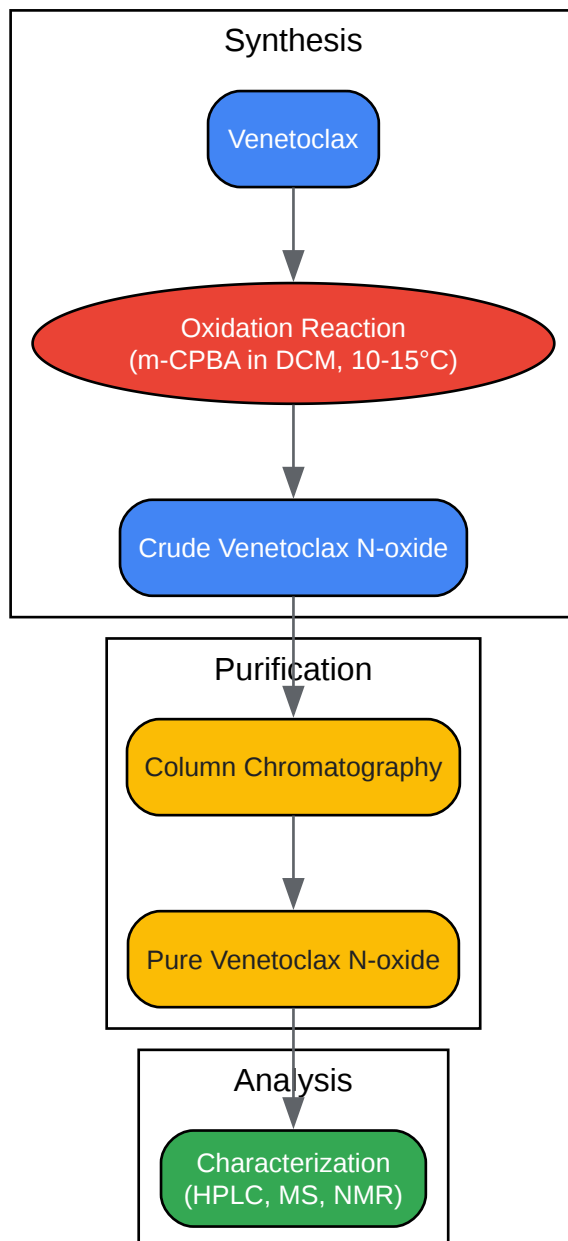 Synthesis
Venetoclax
Oxidation Reaction
(m-CPBA in DCM, 10-15°C)
Crude Venetoclax N-oxide
Purification
Column Chromatography
Pure Venetoclax N-oxide
Analysis
Characterization
(HPLC, MS, NMR)